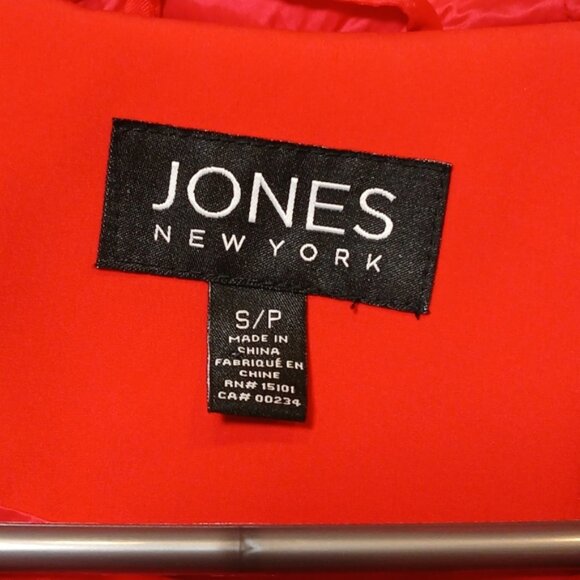 JONES
NEW YORK
S/P
MADE IN
CHINA
FABRIQUÉ EN
CHINE
RN# 15101
CA# 00234